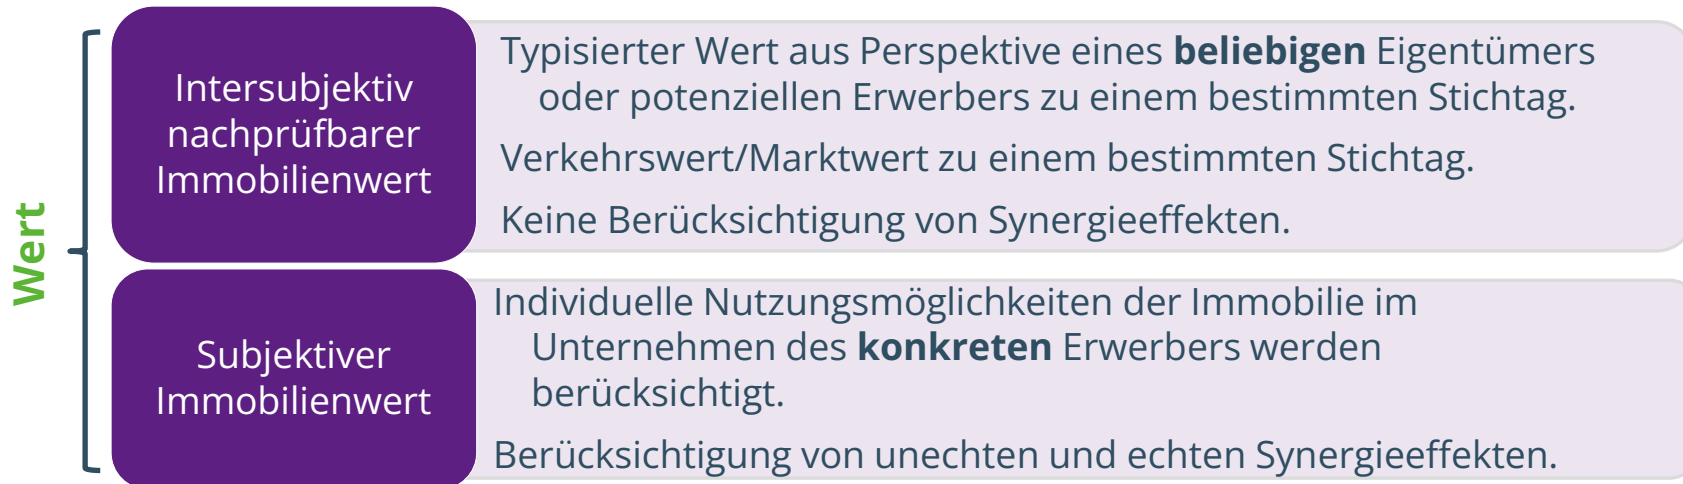 Wert
Intersubjektiv
nachprüfbarer
Immobilienwert
Typisierter Wert aus Perspektive eines beliebigen Eigentümers
oder potenziellen Erwerbers zu einem bestimmten Stichtag.
Verkehrswert/Marktwert zu einem bestimmten Stichtag.
Keine Berücksichtigung von Synergieeffekten.
Subjektiver
Immobilienwert
Individuelle Nutzungsmöglichkeiten der Immobilie im
Unternehmen des konkreten Erwerbers werden
berücksichtigt.
Berücksichtigung von unechten und echten Synergieeffekten.